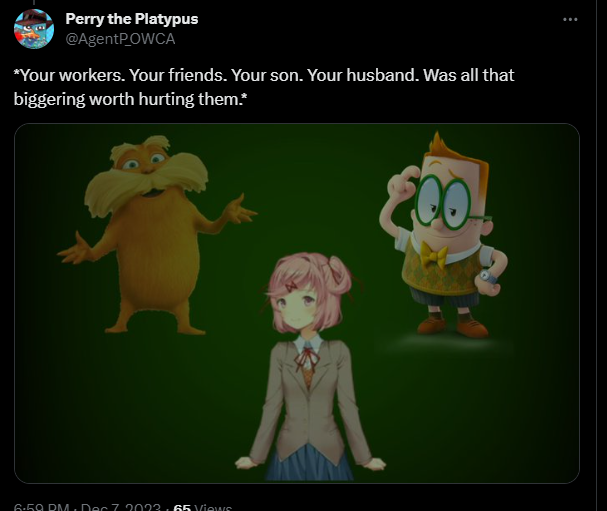 Perry the Platypus
@AgentPOWCA
*Your workers. Your friends. Your son. Your husband. Was all that
biggering worth hurting them.*
6:59 PM · Dec 7, 2023 · 65 Views